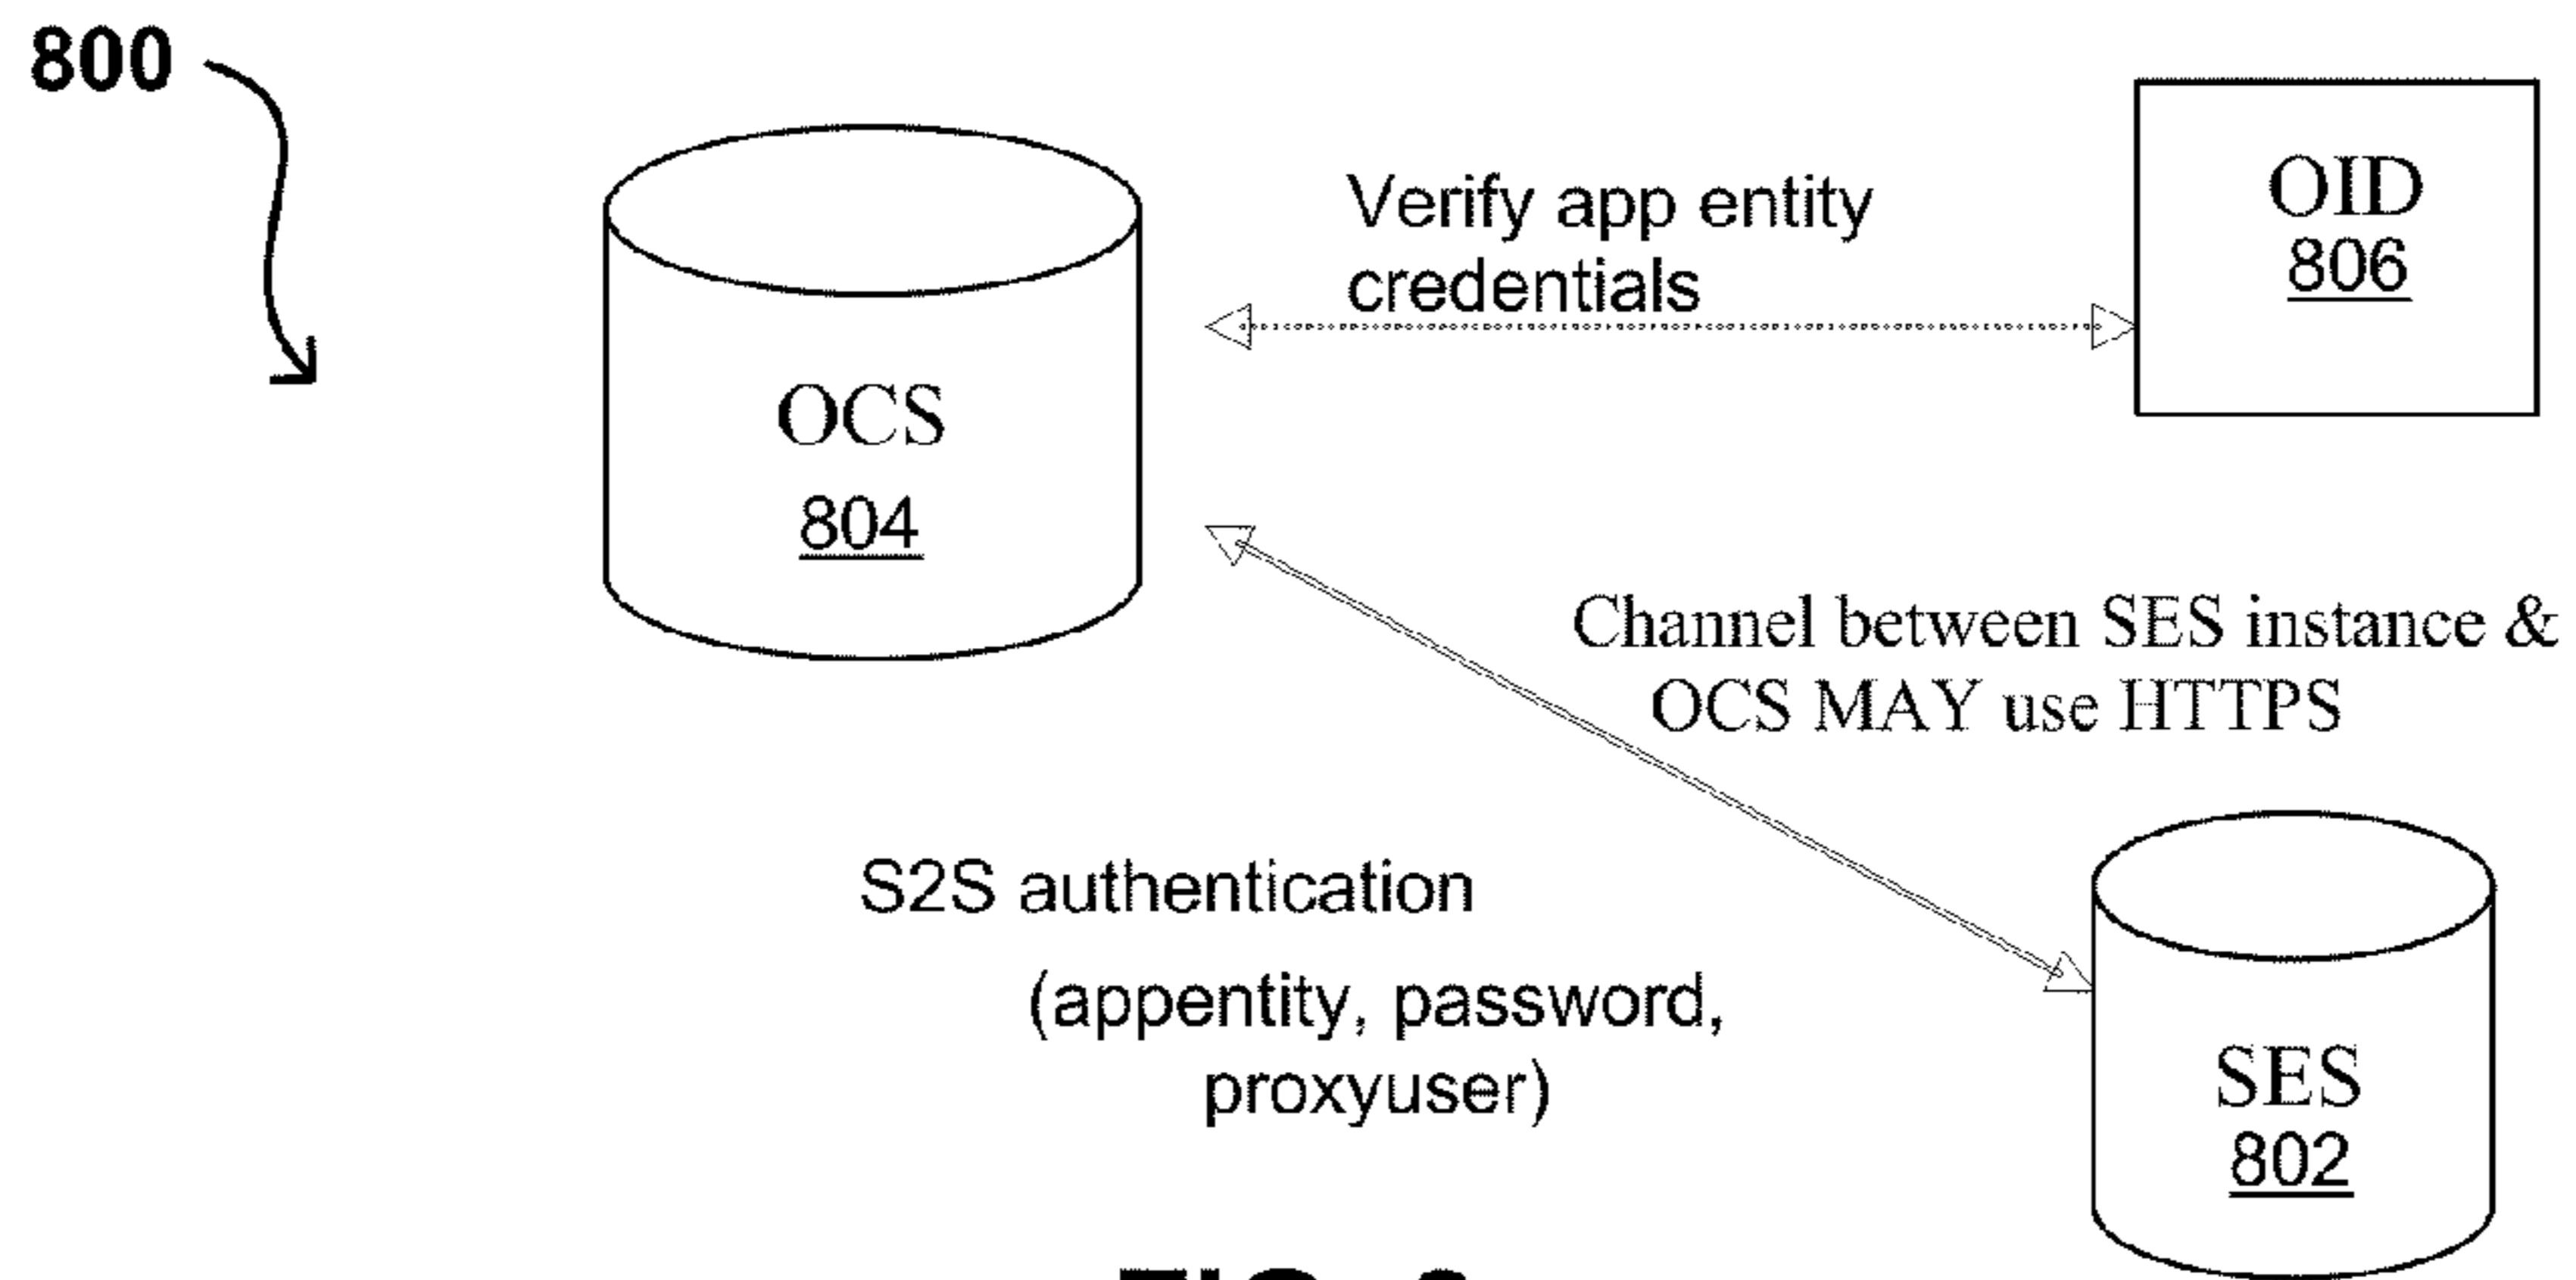 800
OID
806
Verify app entity
credentials
OCS
804
Channel between SES instance &
OCS MAY use HTTPS
S2S authentication
(appentity, password,
proxyuser)
SES
802